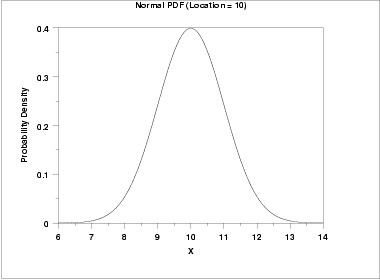 Normal PDF (Location = 10)
0.4
0.3
0.2
0.1
0
Probability Density
6 7 8 9 10 11 12 13 14
X